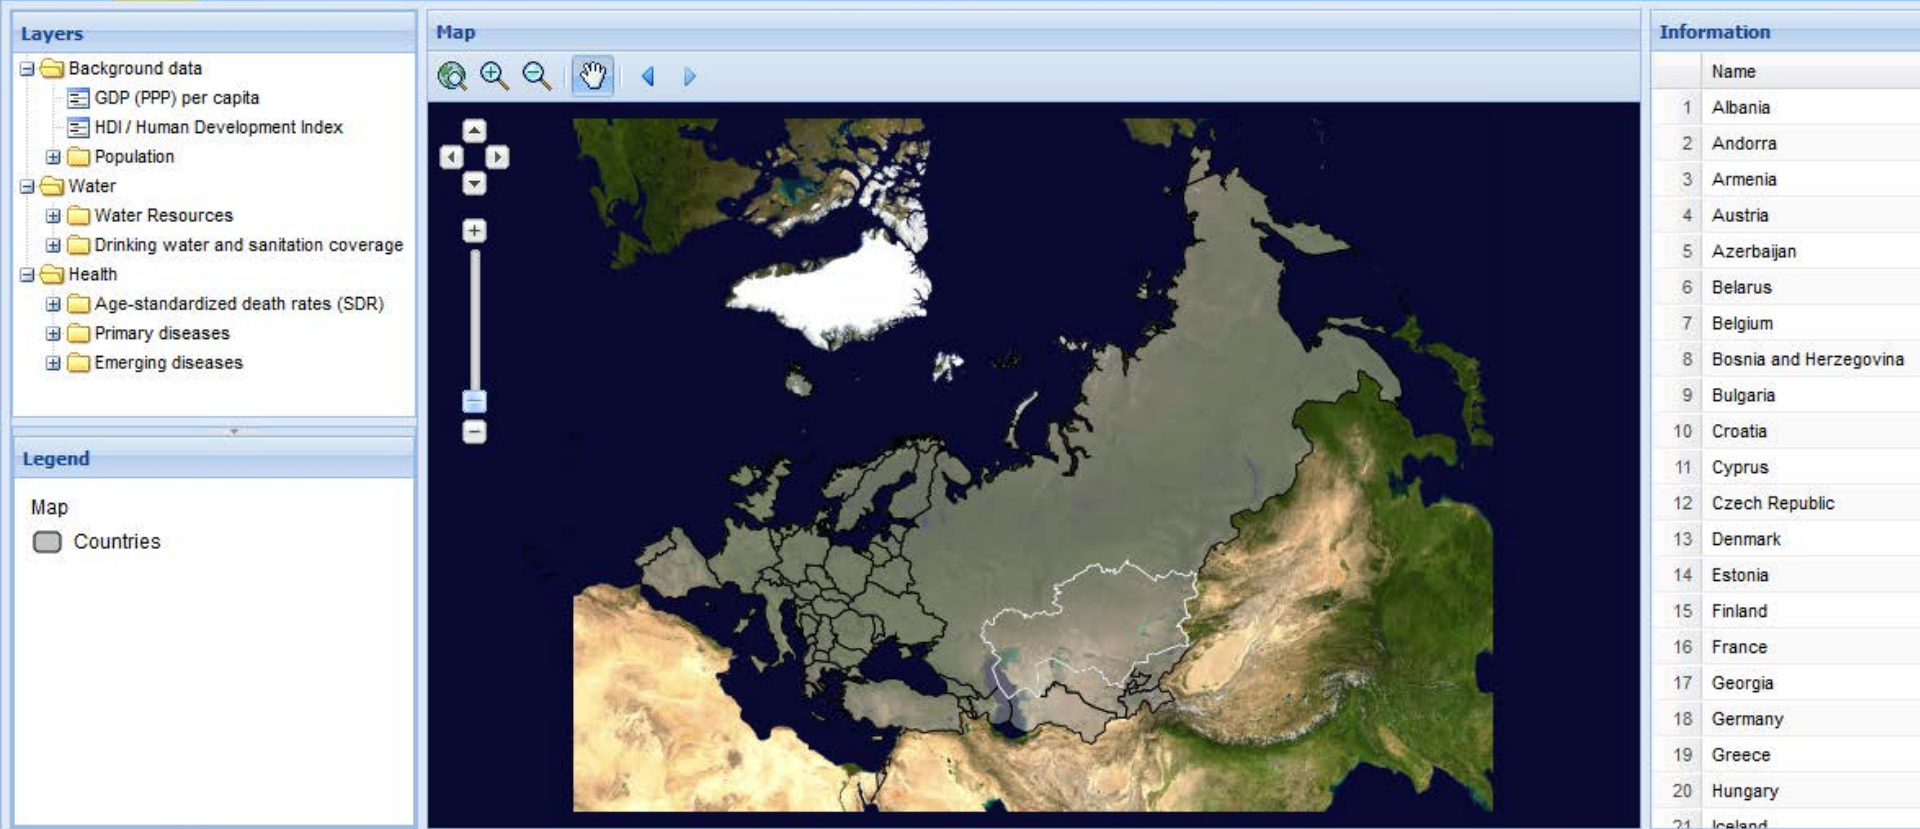 Layers
Background data
GDP (PPP) per capita
HDI / Human Development Index
Population
Water
Water Resources
Drinking water and sanitation coverage
Health
Age-standardized death rates (SDR)
Primary diseases
Emerging diseases
Legend
Map
Countries
Map
Information
Name
1 Albania
2 Andorra
3 Armenia
4 Austria
5 Azerbaijan
6 Belarus
7 Belgium
8 Bosnia and Herzegovina
9 Bulgaria
10 Croatia
11 Cyprus
12 Czech Republic
13 Denmark
14 Estonia
15 Finland
16 France
17 Georgia
18 Germany
19 Greece
20 Hungary
21 Iceland